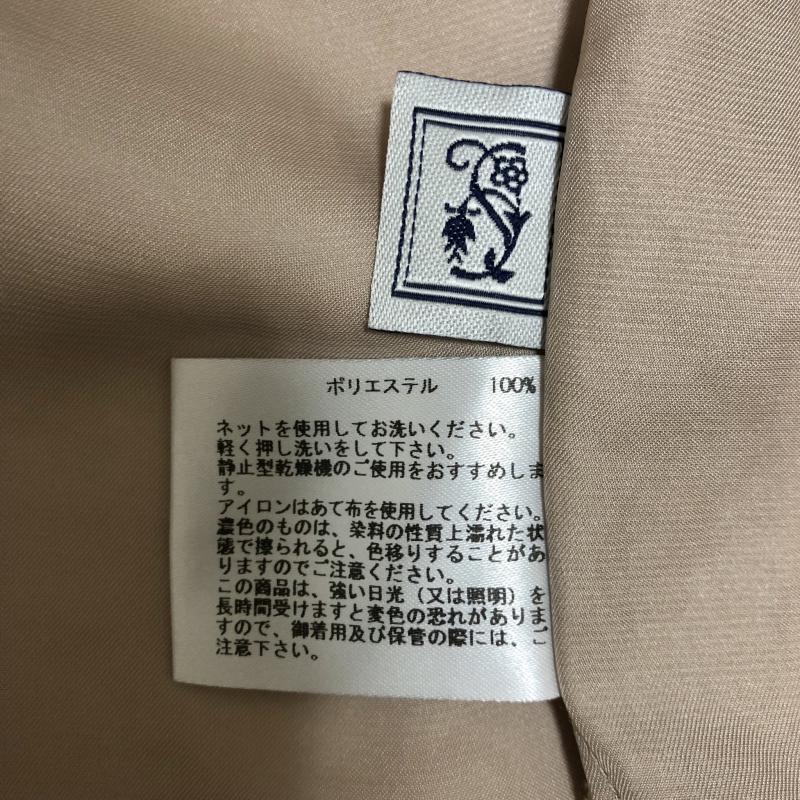 ポリエステル 100%
ネットを使用してお洗いください。
軽く押し洗いをして下さい。
静止型乾燥機のご使用をおすすめしま
す。
アイロンはあて布を使用してください。
濃色のものは、染料の性質上濡れた状
態で擦られると、色移りすることがあ
りますのでご注意ください。
この商品は、強い日光（又は照明）を
長時間受けますと変色の恐れがありま
すので、御着用及び保管の際には、ご
注意下さい。